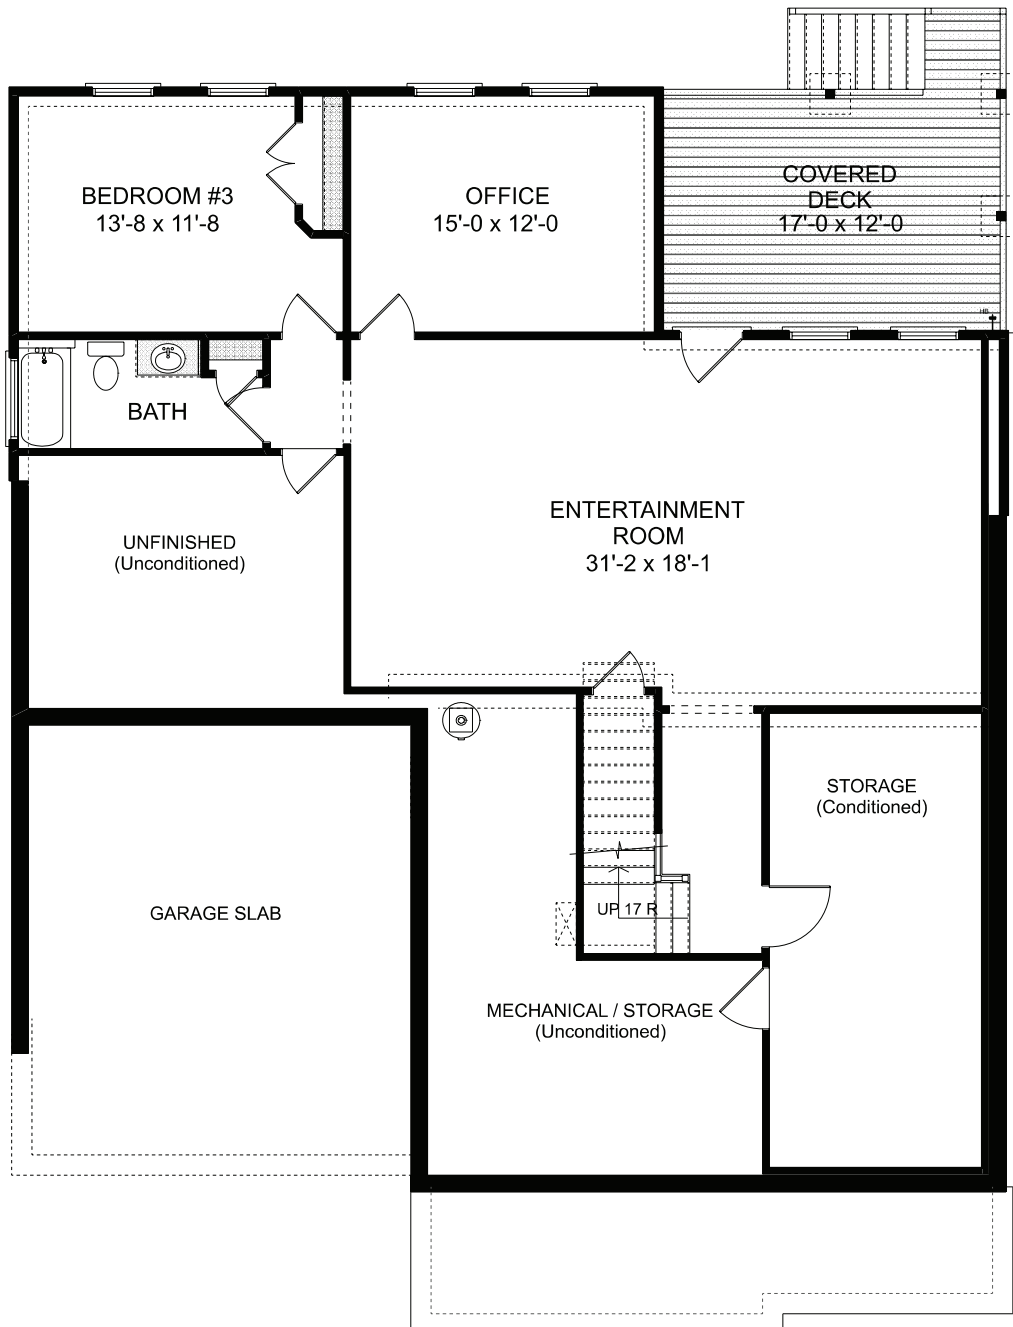 BEDROOM #3
13'-8 x 11'-8
OFFICE
15'-0 x 12'-0
COVERED
DECK
17'-0 x 12'-0
HB
BATH
ENTERTAINMENT
ROOM
31'-2 x 18'-1
UNFINISHED
(Unconditioned)
STORAGE
(Conditioned)
GARAGE SLAB
UP 17 R
MECHANICAL / STORAGE
(Unconditioned)